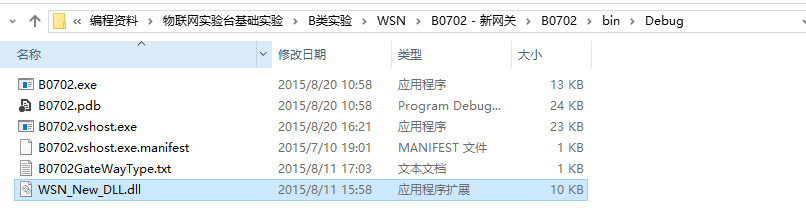 « 编程资料 › 物联网实验台基础实验 › B类实验 › WSN › B0702 - 新网关 › B0702 › bin › Debug
名称 修改日期 类型 大小
B0702.exe 2015/8/20 10:58 应用程序 13 KB
B0702.pdb 2015/8/20 10:58 Program Debug... 24 KB
B0702.vshost.exe 2015/8/20 16:21 应用程序 23 KB
B0702.vshost.exe.manifest 2015/7/10 19:01 MANIFEST 文件 1 KB
B0702GateWayType.txt 2015/8/11 17:03 文本文档 1 KB
WSN_New_DLL.dll 2015/8/11 15:58 应用程序扩展 10 KB